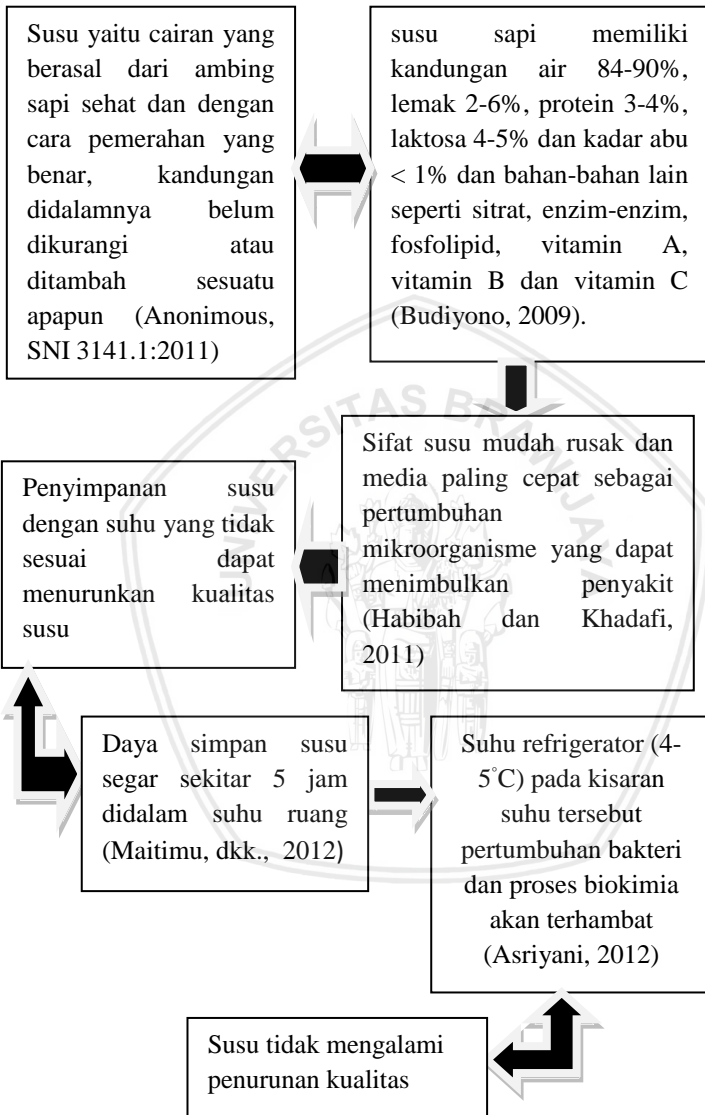 Susu yaitu cairan yang
berasal dari ambing
sapi sehat dan dengan
cara pemerahan yang
benar, kandungan
didalamnya belum
dikurangi atau
ditambah sesuatu
apapun (Anonimous,
SNI 3141.1:2011)
susu sapi memiliki
kandungan air 84-90%,
lemak 2-6%, protein 3-4%,
laktosa 4-5% dan kadar abu
< 1% dan bahan-bahan lain
seperti sitrat, enzim-enzim,
fosfolipid, vitamin A,
vitamin B dan vitamin C
(Budiyono, 2009).
UNIVERSITAS BRAWIJAYA
Sifat susu mudah rusak dan
media paling cepat sebagai
pertumbuhan
mikroorganisme yang dapat
menimbulkan penyakit
(Habibah dan Khadafi,
2011)
Penyimpanan susu
dengan suhu yang tidak
sesuai dapat
menurunkan kualitas
susu
Daya simpan susu
segar sekitar 5 jam
didalam suhu ruang
(Maitimu, dkk., 2012)
Suhu refrigerator (4-
5°C) pada kisaran
suhu tersebut
pertumbuhan bakteri
dan proses biokimia
akan terhambat
(Asriyani, 2012)
Susu tidak mengalami
penurunan kualitas